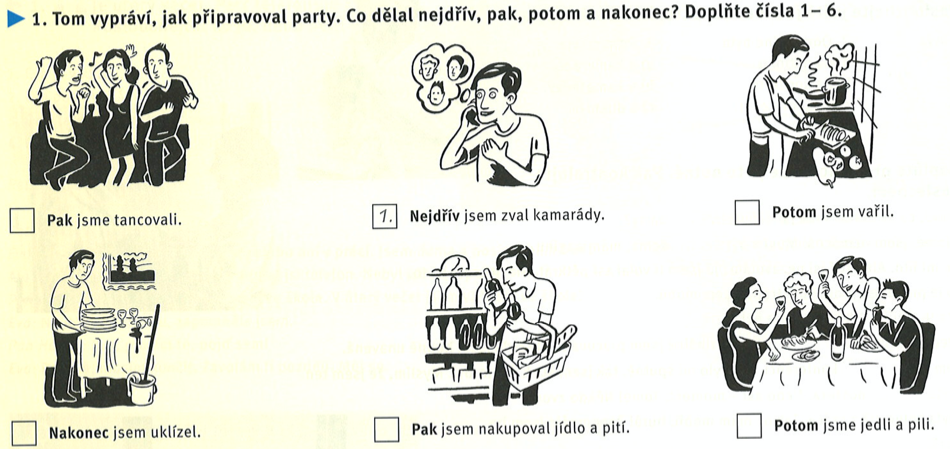 1. Tom vypráví, jak připravoval party. Co dělal nejdřív, pak, potom a nakonec? Doplňte čísla 1– 6.
Pak jsme tancovali.
1. Nejdřív jsem zval kamarády.
Potom jsem vařil.
Nakonec jsem uklízel.
Pak jsem nakupoval jídlo a pití.
Potom jsme jedli a pili.